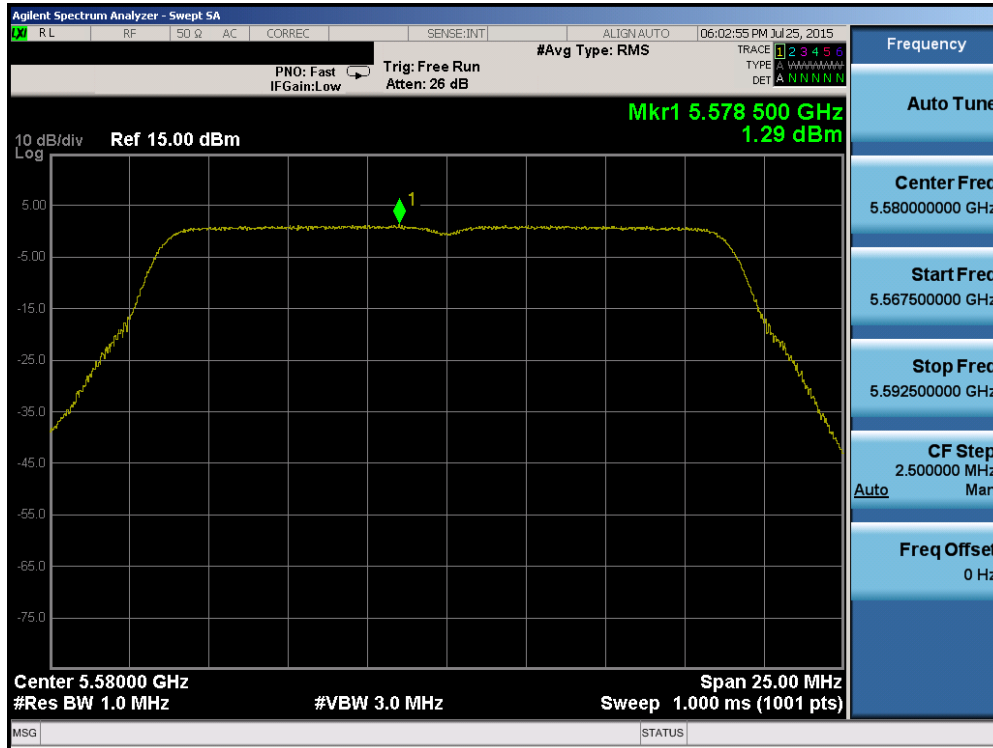 Agilent Spectrum Analyzer - Swept SA
LXI RL RF 50 Ω AC CORREC SENSE:INT ALIGN AUTO 06:02:55 PM Jul 25, 2015
#Avg Type: RMS TRACE 1 2 3 4 5 6
PNO: Fast Trig: Free Run TYPE A WWWWW
IFGain:Low Atten: 26 dB DET A N N N N N
Mkr1 5.578 500 GHz
10 dB/div Ref 15.00 dBm 1.29 dBm
Log
1
5.00
-5.00
-15.0
-25.0
-35.0
-45.0
-55.0
-65.0
-75.0
Center 5.58000 GHz Span 25.00 MHz
#Res BW 1.0 MHz #VBW 3.0 MHz Sweep 1.000 ms (1001 pts)
MSG STATUS
Frequency
Auto Tune
Center Freq
5.580000000 GHz
Start Freq
5.567500000 GHz
Stop Freq
5.592500000 GHz
CF Step
2.500000 MHz
Auto Man
Freq Offset
0 Hz